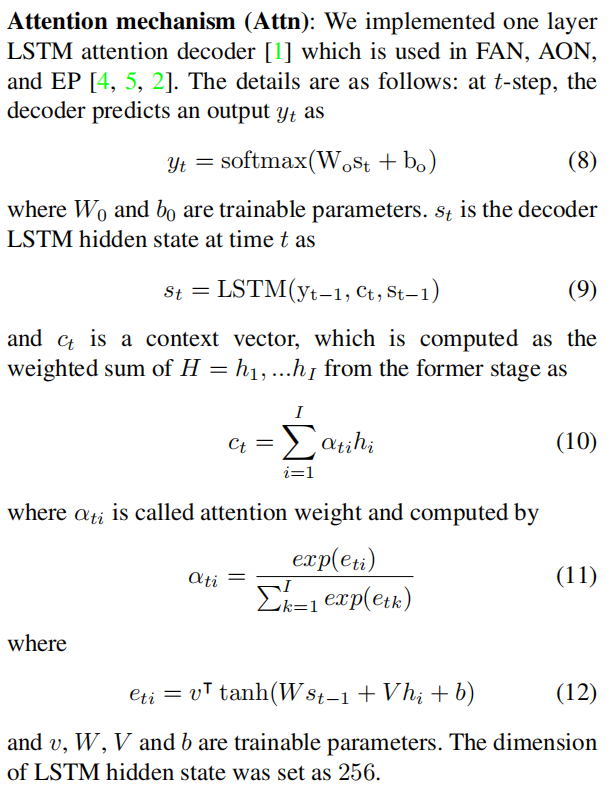 Attention mechanism (Attn): We implemented one layer
LSTM attention decoder [1] which is used in FAN, AON,
and EP [4, 5, 2]. The details are as follows: at t-step, the
decoder predicts an output y_t as
y_t = softmax(W_o s_t + b_o) (8)
where W_0 and b_0 are trainable parameters. s_t is the decoder
LSTM hidden state at time t as
s_t = LSTM(y_{t−1}, c_t, s_{t−1}) (9)
and c_t is a context vector, which is computed as the
weighted sum of H = h_1, ...h_I from the former stage as
c_t = ∑_{i=1}^{I} α_{ti} h_i (10)
where α_{ti} is called attention weight and computed by
α_{ti} = exp(e_{ti}) / ∑_{k=1}^{I} exp(e_{tk}) (11)
where
e_{ti} = v^⊤ tanh(W s_{t−1} + V h_i + b) (12)
and v, W, V and b are trainable parameters. The dimension
of LSTM hidden state was set as 256.